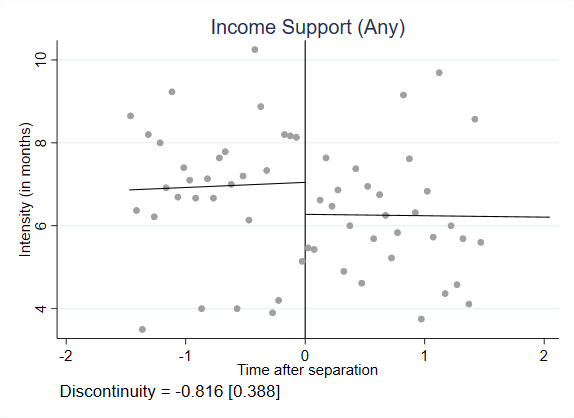 Income Support (Any)
Intensity (in months)
10
8
6
4
-2 -1 0 1 2
Time after separation
Discontinuity = -0.816 [0.388]